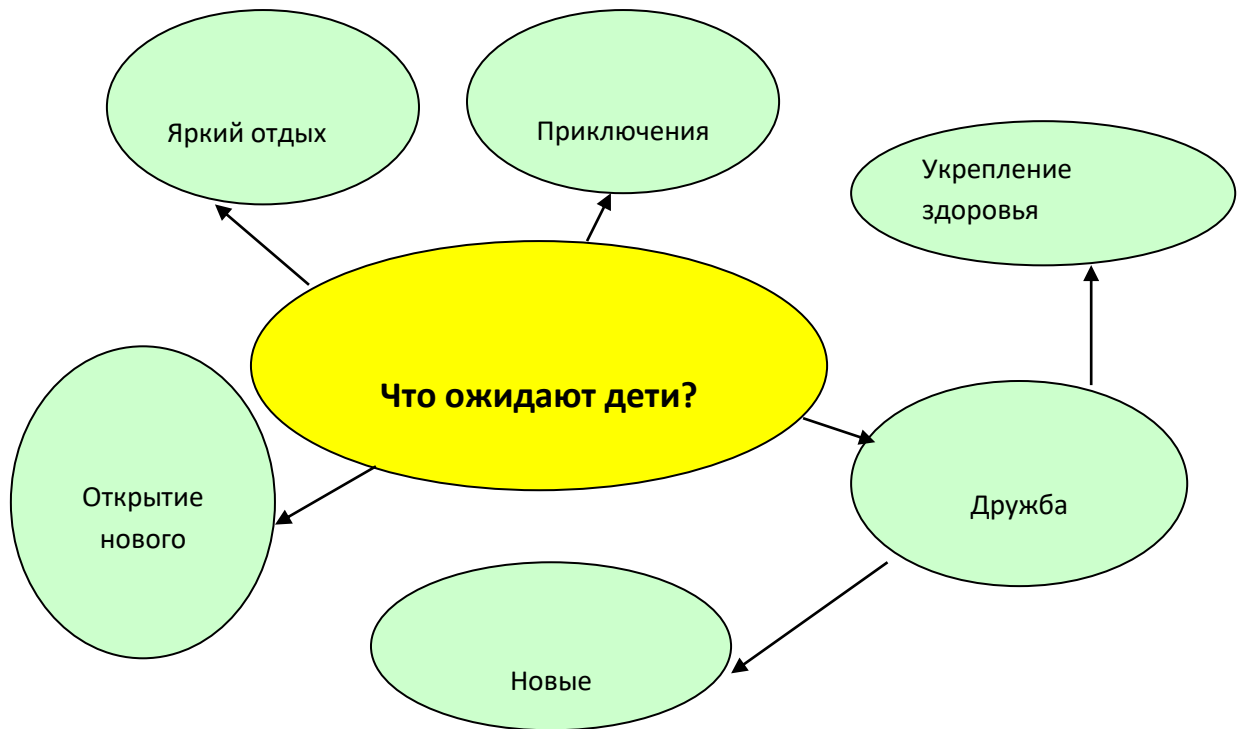 Яркий отдых
Приключения
Укрепление
здоровья
Что ожидают дети?
Открытие
нового
Дружба
Новые